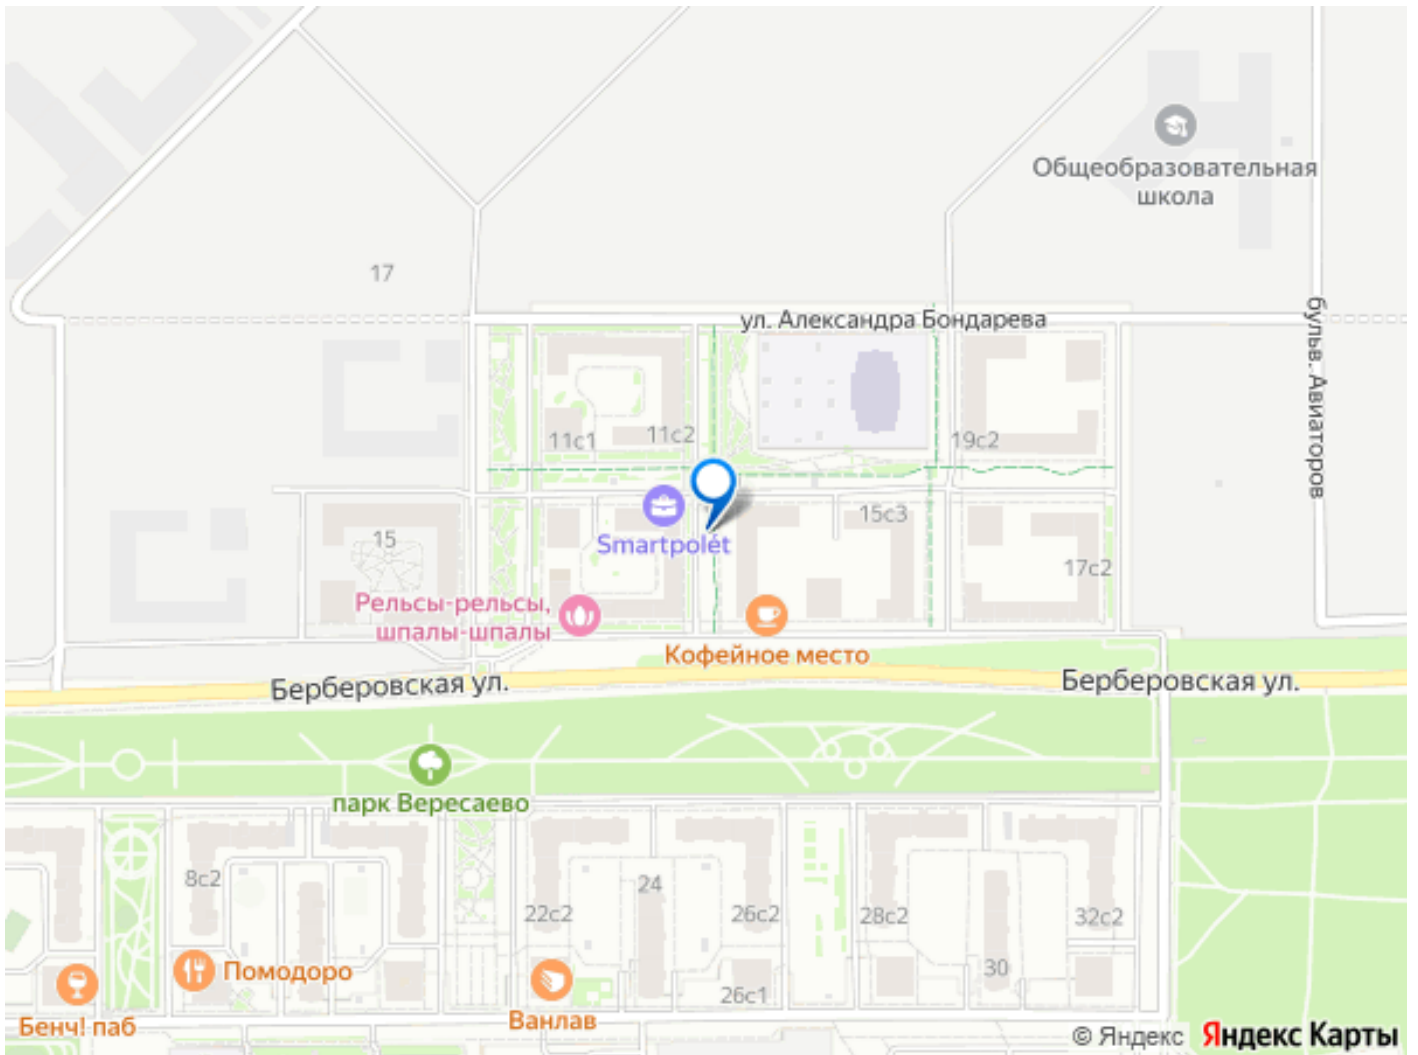 Общеобразовательная
школа
17
ул. Александра Бондарева
бульв. Авиаторов
11с1
11с2
19с2
Smartpolet
15с3
15
17с2
Рельсы-рельсы,
шпалы-шпалы
Кофейное место
Берберовская ул.
Берберовская ул.
парк Вересаево
8с2
24
22с2
26с2
28с2
32с2
Помодоро
30
26с1
Бенч! паб
Ванлав
© Яндекс Яндекс Карты